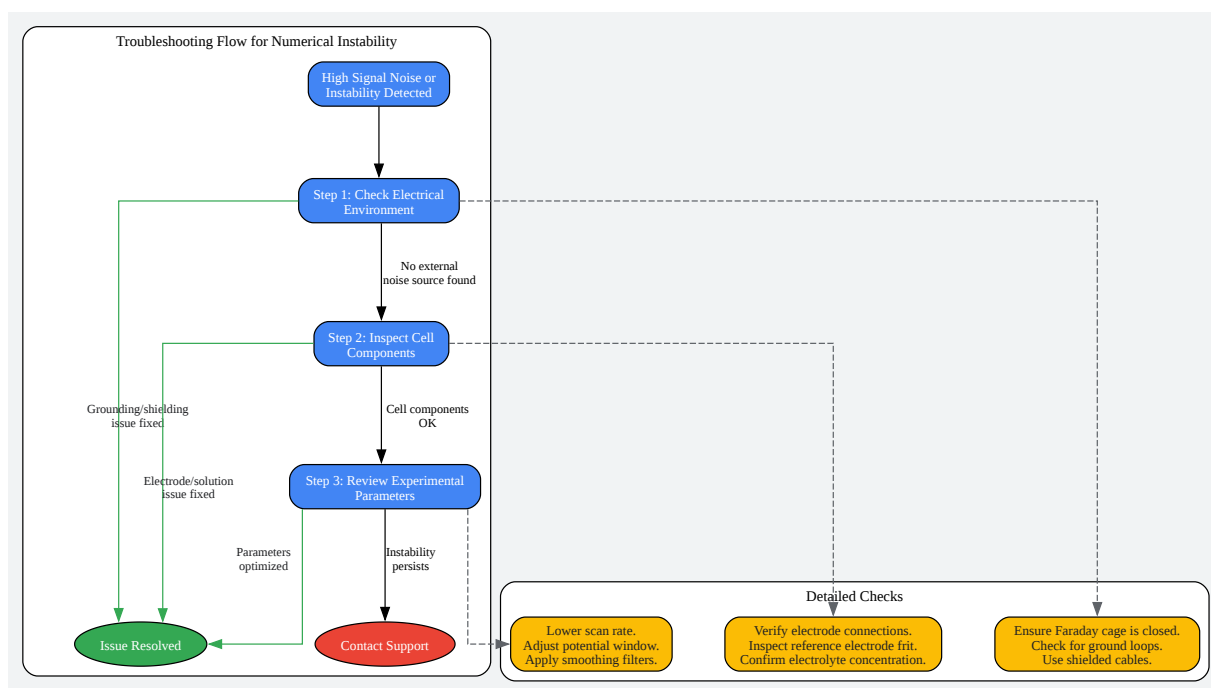 Troubleshooting Flow for Numerical Instability
High Signal Noise or
Instability Detected
Step 1: Check Electrical
Environment
No external
noise source found
Step 2: Inspect Cell
Components
Grounding/shielding
issue fixed
Cell components
OK
Electrode/solution
issue fixed
Step 3: Review Experimental
Parameters
Parameters
optimized
Instability
persists
Issue Resolved
Contact Support
Detailed Checks
Lower scan rate.
Adjust potential window.
Apply smoothing filters.
Verify electrode connections.
Inspect reference electrode frit.
Confirm electrolyte concentration.
Ensure Faraday cage is closed.
Check for ground loops.
Use shielded cables.